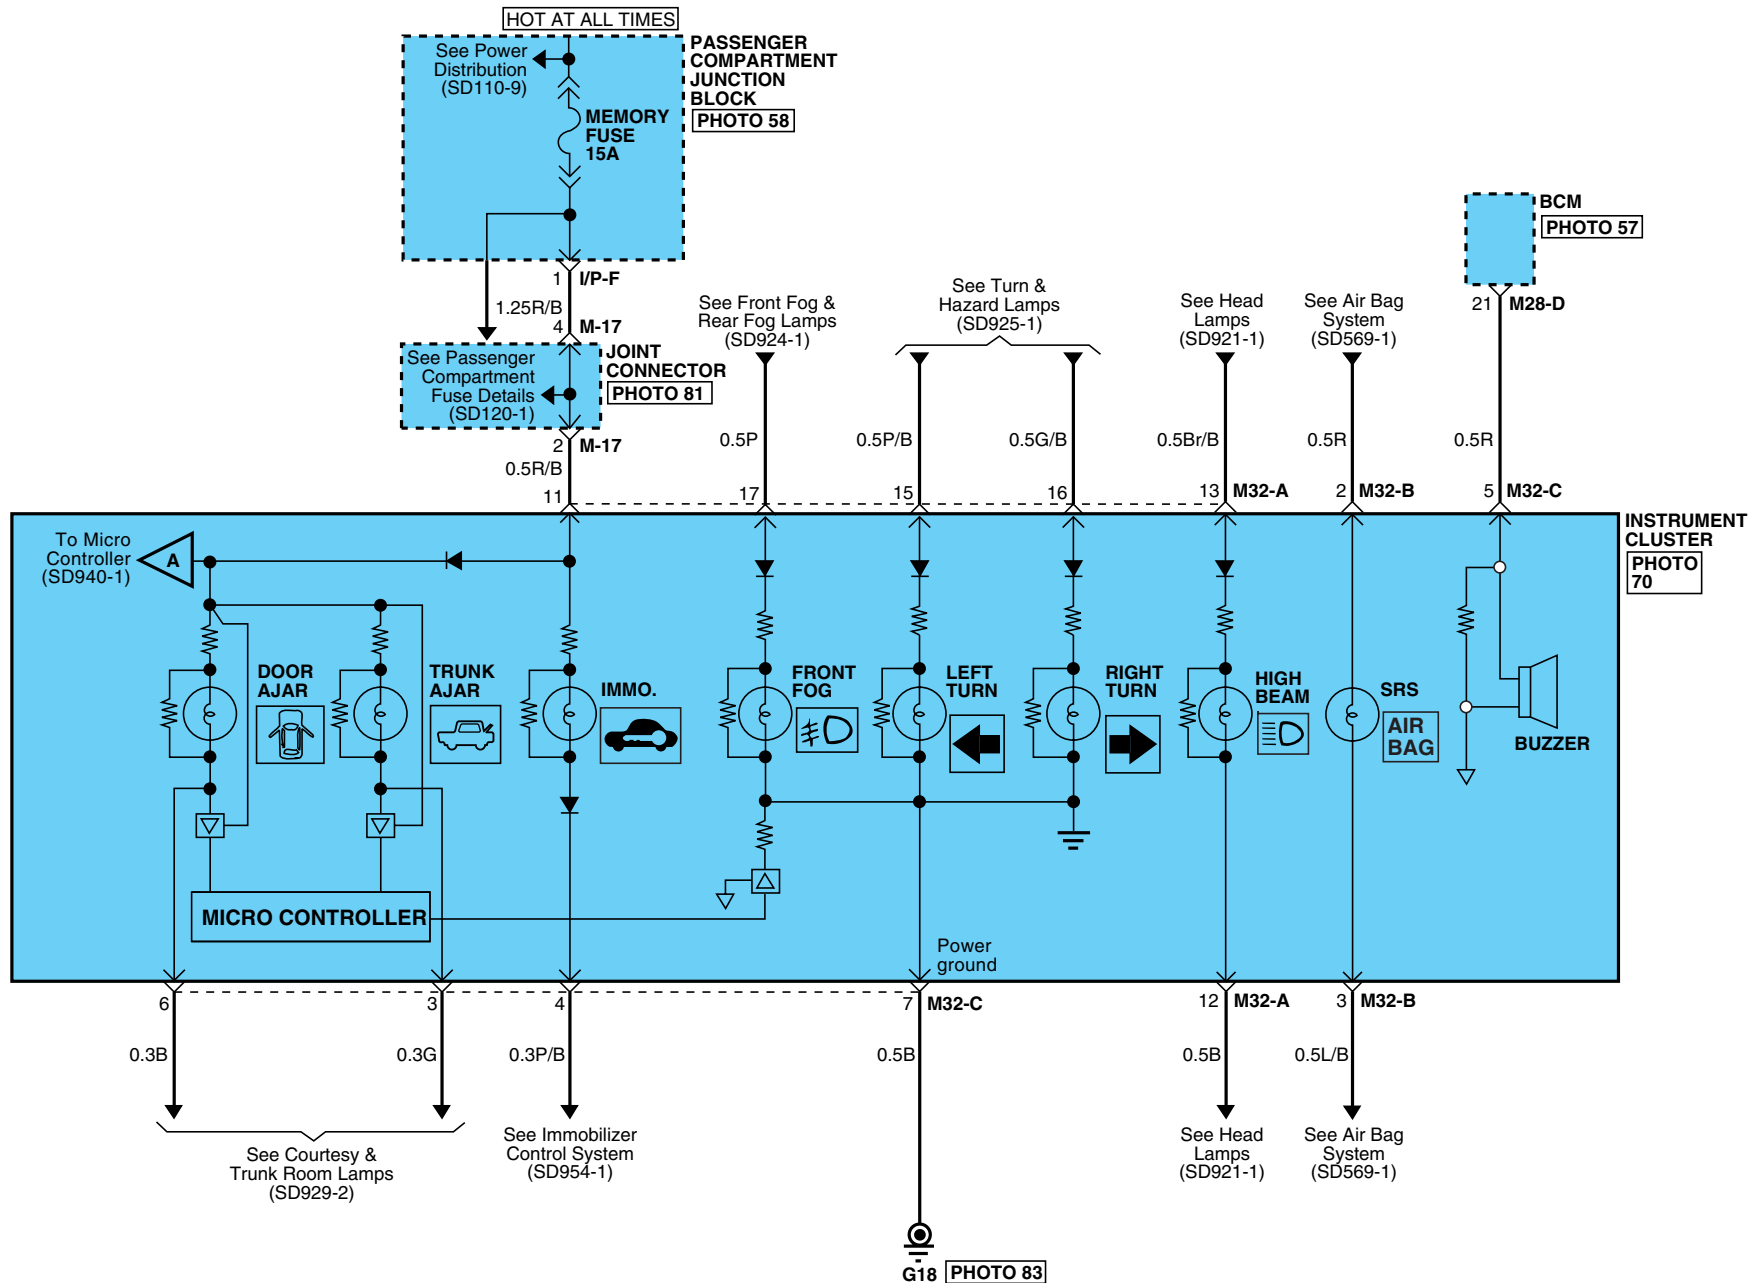 HOT AT ALL TIMES
See Power
Distribution
(SD110-9)
PASSENGER
COMPARTMENT
JUNCTION
BLOCK
PHOTO 58
MEMORY
FUSE
15A
1 I/P-F
1.25R/B
4 M-17
See Passenger
Compartment
Fuse Details
(SD120-1)
JOINT
CONNECTOR
PHOTO 81
2 M-17
0.5R/B
See Front Fog &
Rear Fog Lamps
(SD924-1)
See Turn &
Hazard Lamps
(SD925-1)
See Head
Lamps
(SD921-1)
See Air Bag
System
(SD569-1)
BCM
PHOTO 57
21 M28-D
0.5P
0.5P/B
0.5G/B
0.5Br/B
0.5R
0.5R
11
17
15
16
13 M32-A
2 M32-B
5 M32-C
INSTRUMENT
CLUSTER
PHOTO
70
To Micro
Controller
(SD940-1)
A
DOOR
AJAR
TRUNK
AJAR
IMMO.
FRONT
FOG
LEFT
TURN
RIGHT
TURN
HIGH
BEAM
SRS
AIR
BAG
BUZZER
MICRO CONTROLLER
Power
ground
6
3
4
7 M32-C
12 M32-A
3 M32-B
0.3B
0.3G
0.3P/B
0.5B
0.5B
0.5L/B
See Courtesy &
Trunk Room Lamps
(SD929-2)
See Immobilizer
Control System
(SD954-1)
See Head
Lamps
(SD921-1)
See Air Bag
System
(SD569-1)
G18 PHOTO 83